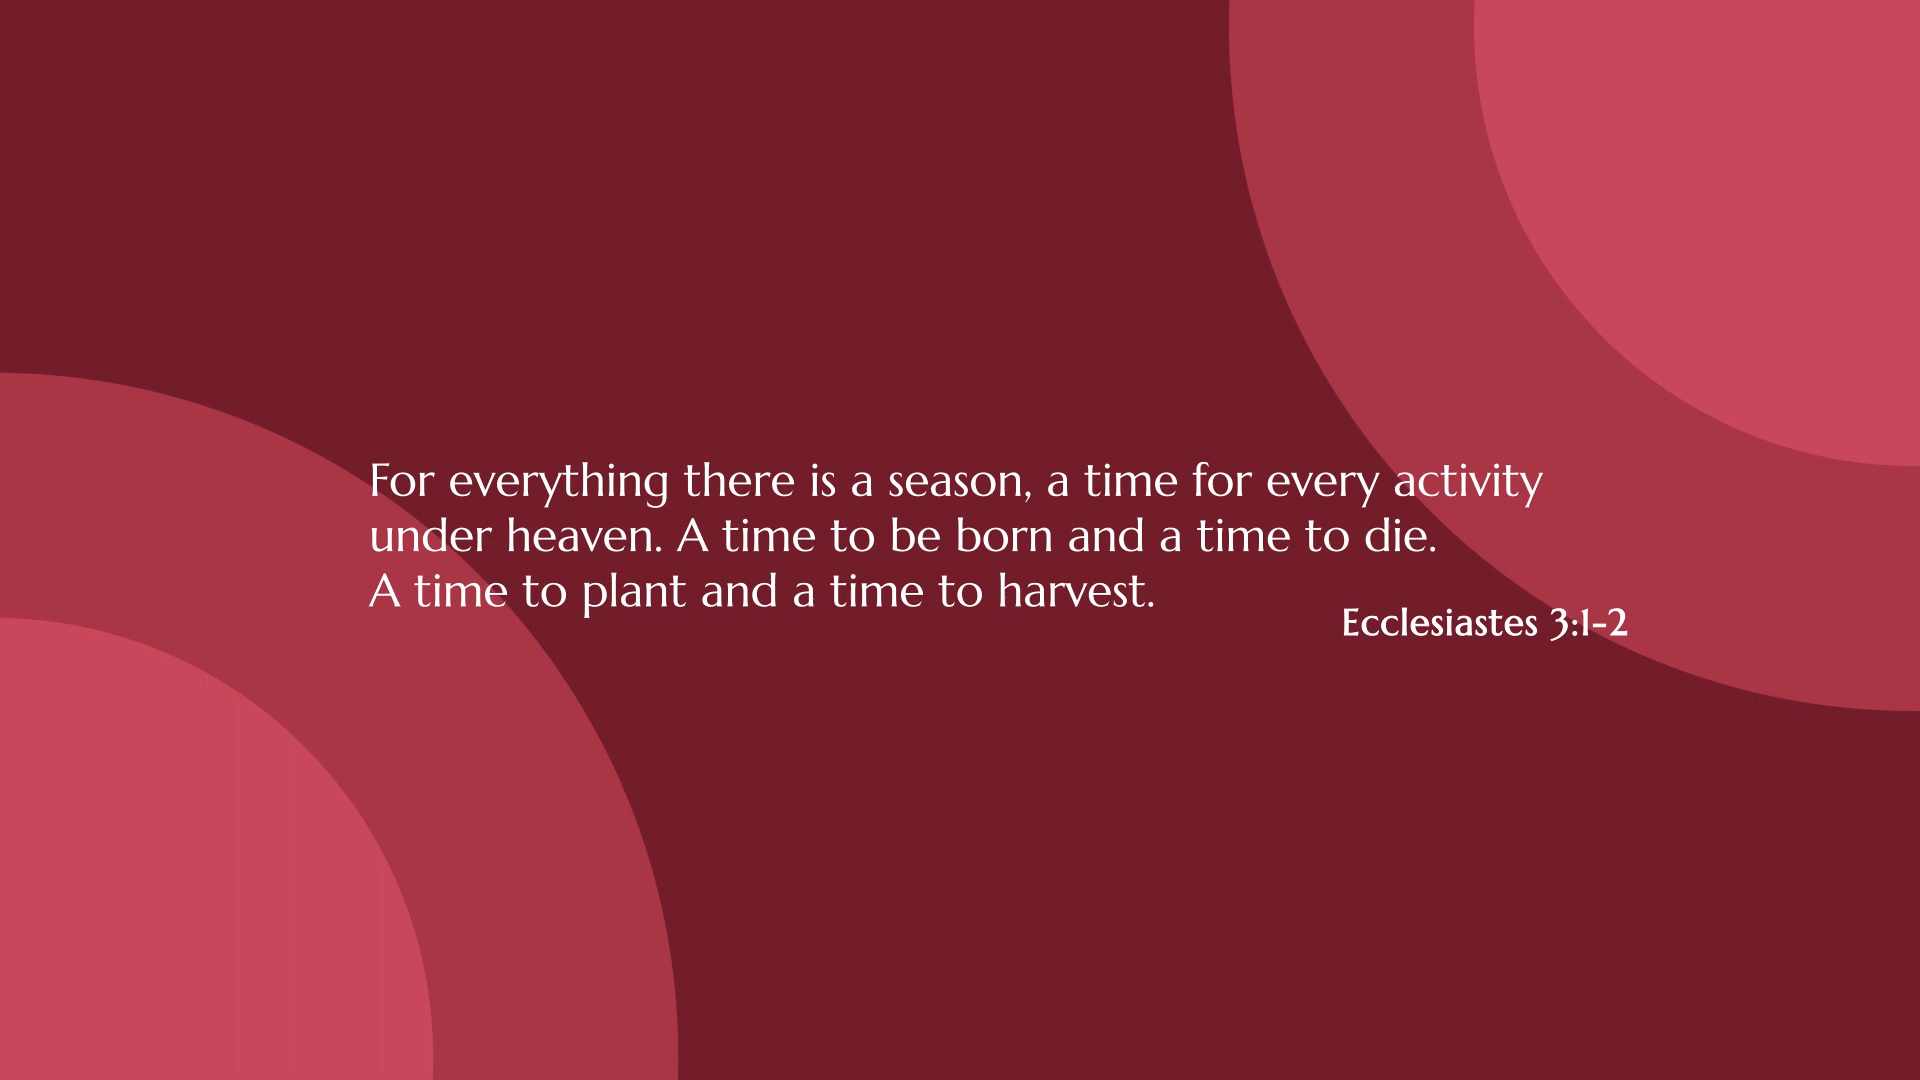 For everything there is a season, a time for every activity
under heaven. A time to be born and a time to die.
A time to plant and a time to harvest.
Ecclesiastes 3:1-2